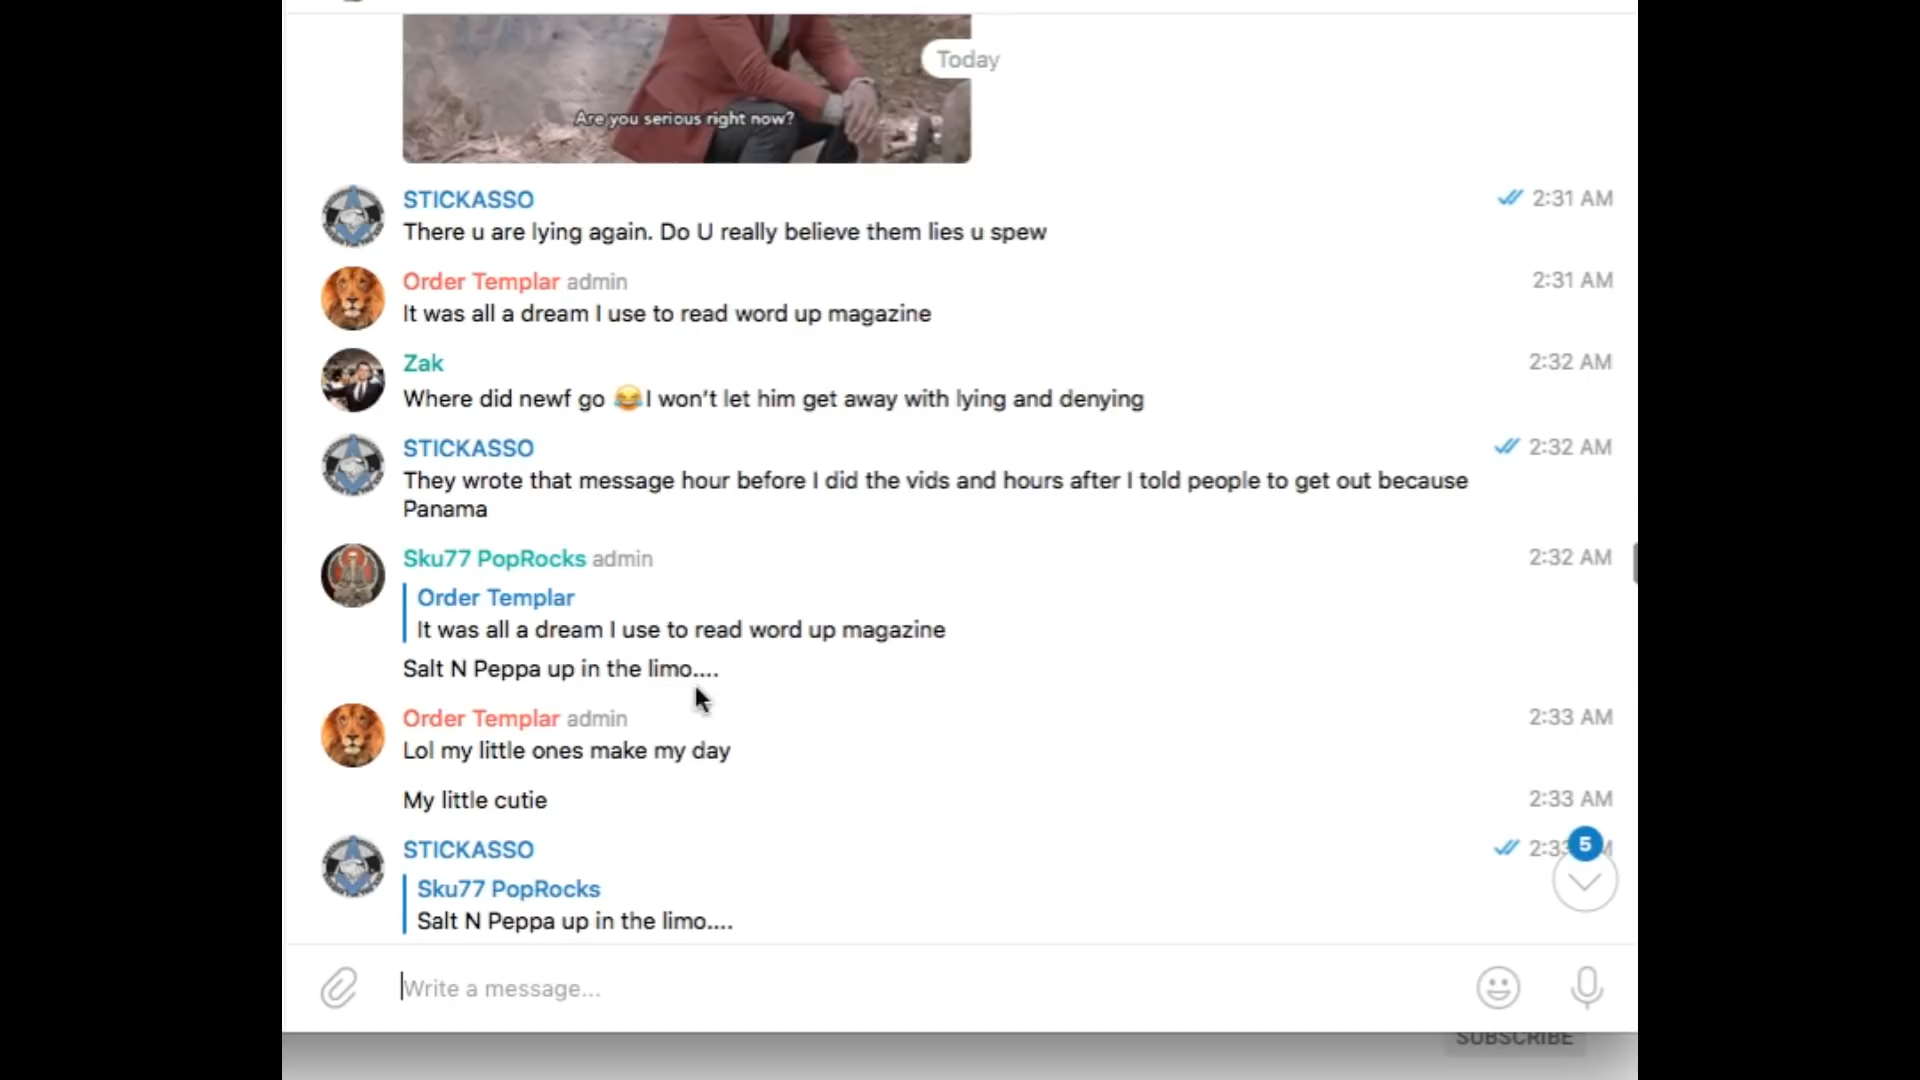 Today
Are you serious right now?
STICKASSO
2:31 AM
There u are lying again. Do U really believe them lies u spew
Order Templar admin
2:31 AM
It was all a dream I use to read word up magazine
Zak
2:32 AM
Where did newf go 😂I won't let him get away with lying and denying
STICKASSO
2:32 AM
They wrote that message hour before I did the vids and hours after I told people to get out because
Panama
Sku77 PopRocks admin
2:32 AM
Order Templar
It was all a dream I use to read word up magazine
Salt N Peppa up in the limo....
Order Templar admin
2:33 AM
Lol my little ones make my day
My little cutie
2:33 AM
STICKASSO
5
Sku77 PopRocks
Salt N Peppa up in the limo....
Write a message...
SUBSCRIBE